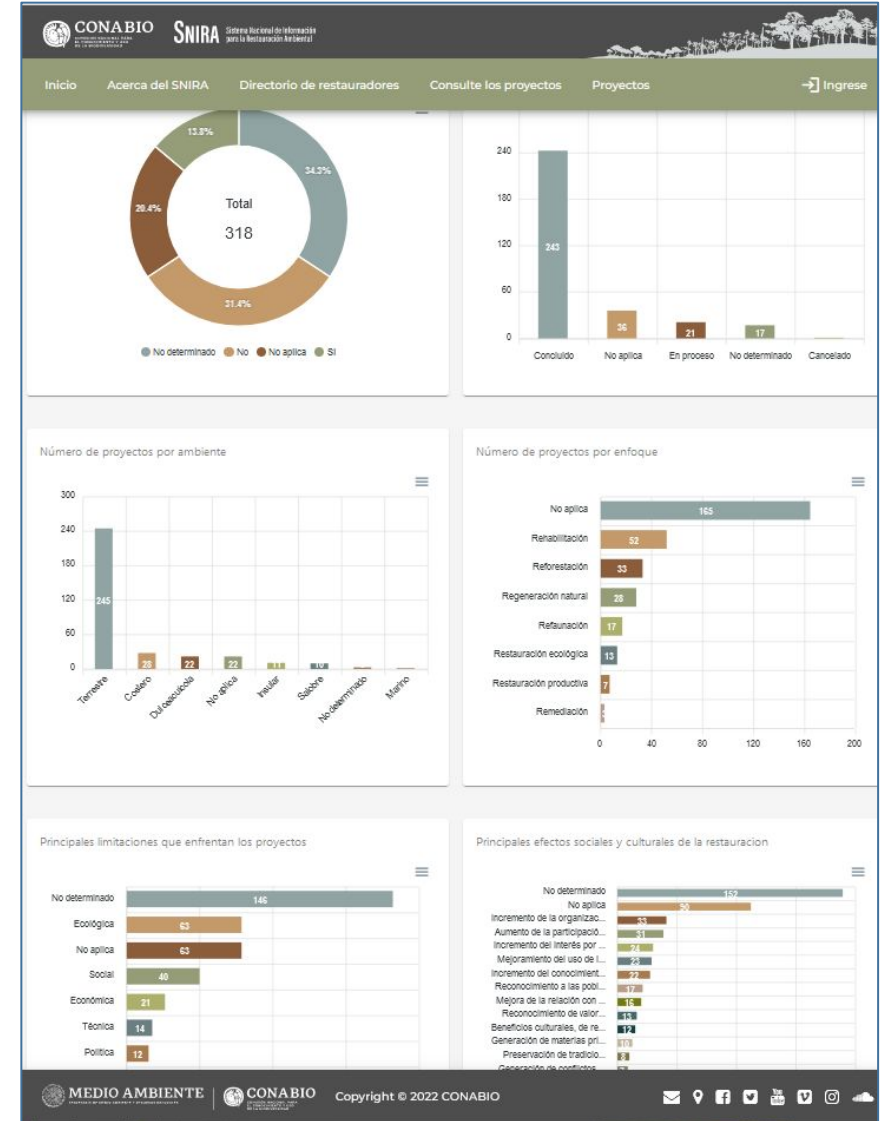 CONABIO
SNIRA Sistema Nacional de Información
para la Restauración Ambiental
Inicio Acerca del SNIRA Directorio de restauradores Consulte los proyectos Proyectos Ingrese
13.8%
34.3%
20.4%
31.4%
Total
318
No determinado No No aplica Si
240
180
120
60
0
243
36
21
17
Concluido No aplica En proceso No determinado Cancelado
Número de proyectos por ambiente
300
240
180
120
60
0
245
28
22
22
11
10
Terrestre Costero Dulceacuícola No aplica Insular Salobre No determinado Marino
Número de proyectos por enfoque
No aplica 165
Rehabilitación 52
Reforestación 33
Regeneración natural 28
Refaunación 17
Restauración ecológica 13
Restauración productiva 7
Remediación
0 40 80 120 160 200
Principales limitaciones que enfrentan los proyectos
No determinado 146
Ecológica 63
No aplica 63
Social 40
Económica 21
Técnica 14
Política 12
Principales efectos sociales y culturales de la restauracion
No determinado 152
No aplica 90
Incremento de la organizac... 33
Aumento de la participació... 31
Incremento del interés por ... 24
Mejoramiento del uso de l... 23
Incremento del conocimient... 22
Reconocimiento a las pobl... 17
Mejora de la relación con ... 16
Reconocimiento de valor... 13
Beneficios culturales, de re... 12
Generación de materias pri... 10
Preservación de tradicio... 8
Generación de conflictos...
MEDIO AMBIENTE CONABIO Copyright © 2022 CONABIO